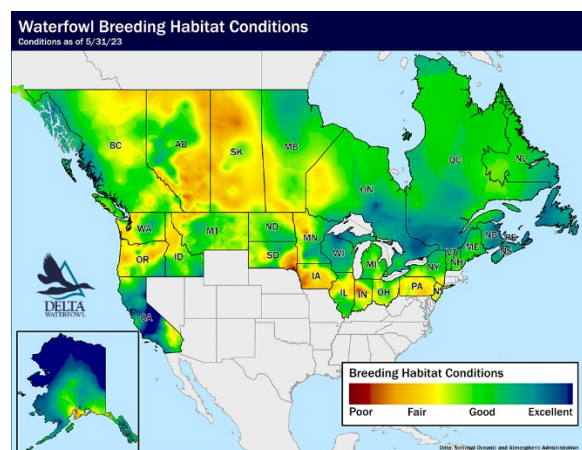 Waterfowl Breeding Habitat Conditions
Conditions as of 5/31/23
BC
AB
SK
MB
ON
QC
NL
WA
MT
ND
MN
OR
ID
SD
WI
MI
IA
IL
IN
OH
PA
NY
VT
NH
ME
NB
PE
NS
NJ
CA
DELTA
WATERFOWL
Breeding Habitat Conditions
Poor Fair Good Excellent
Data: National Oceanic and Atmospheric Administration